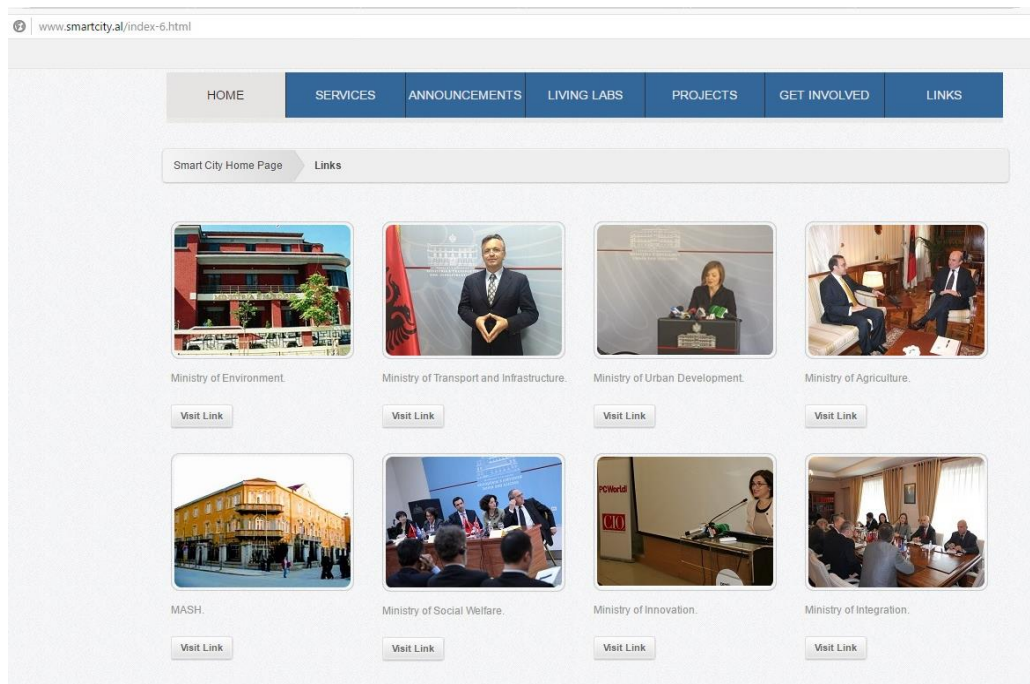 www.smartcity.al/index-6.html
HOME SERVICES ANNOUNCEMENTS LIVING LABS PROJECTS GET INVOLVED LINKS
Smart City Home Page Links
Ministry of Environment. Ministry of Transport and Infrastructure. Ministry of Urban Development. Ministry of Agriculture.
Visit Link Visit Link Visit Link Visit Link
PCWorld
CIO
MASH. Ministry of Social Welfare. Ministry of Innovation. Ministry of Integration.
Visit Link Visit Link Visit Link Visit Link